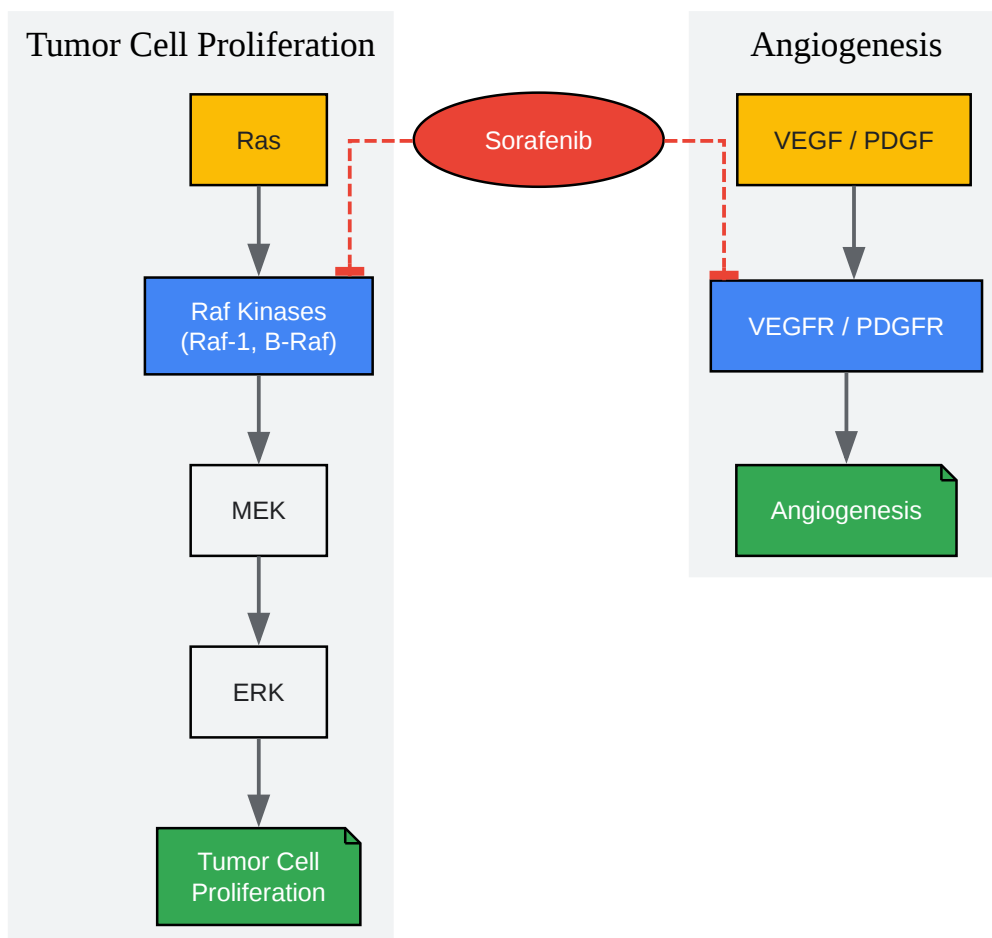 Tumor Cell Proliferation
Angiogenesis
Ras
Sorafenib
VEGF / PDGF
Raf Kinases
(Raf-1, B-Raf)
VEGFR / PDGFR
MEK
Angiogenesis
ERK
Tumor Cell
Proliferation